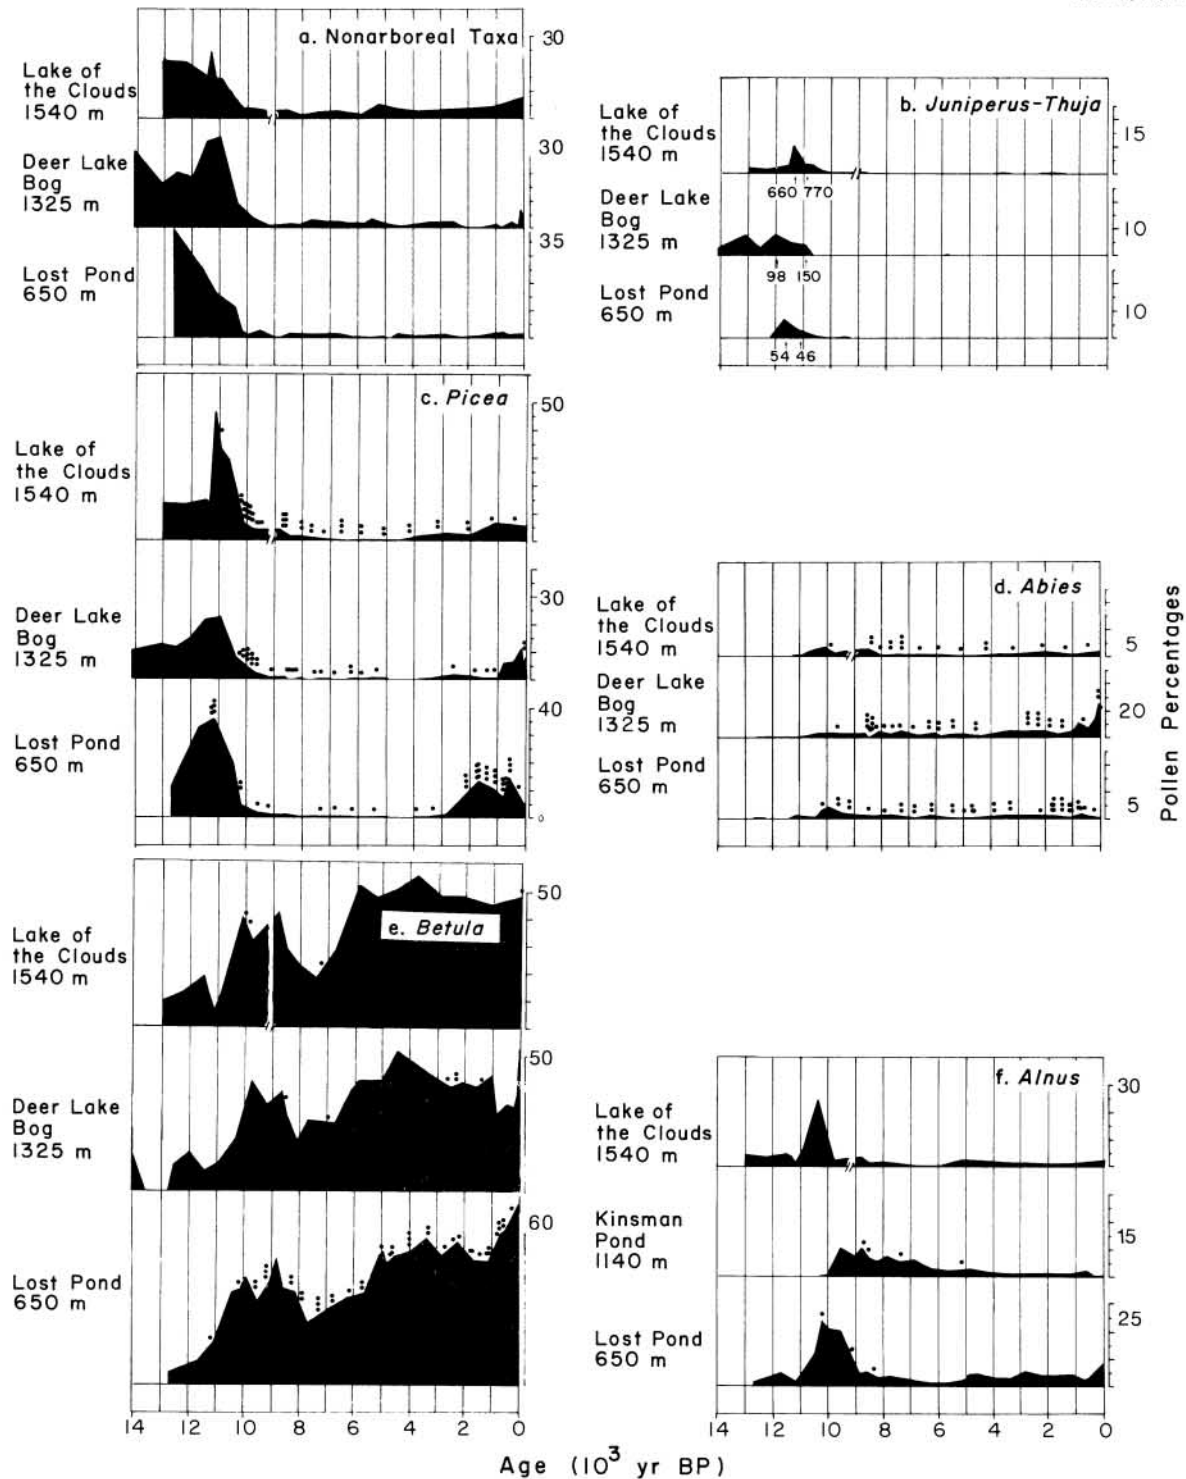 a. Nonarboreal Taxa
30
Lake of
the Clouds
1540 m
30
Deer Lake
Bog
1325 m
35
Lost Pond
650 m
b. Juniperus-Thuja
Lake of
the Clouds
1540 m
15
660 770
Deer Lake
Bog
1325 m
10
98 150
Lost Pond
650 m
10
54 46
c. Picea
50
Lake of
the Clouds
1540 m
30
Deer Lake
Bog
1325 m
40
Lost Pond
650 m
0
d. Abies
Lake of
the Clouds
1540 m
5
Deer Lake
Bog
1325 m
20
Lost Pond
650 m
5
Pollen Percentages
e. Betula
50
Lake of
the Clouds
1540 m
50
Deer Lake
Bog
1325 m
60
Lost Pond
650 m
14 12 10 8 6 4 2 0
f. Alnus
30
Lake of
the Clouds
1540 m
Kinsman
Pond
1140 m
15
Lost Pond
650 m
25
14 12 10 8 6 4 2 0
Age (10³ yr BP)